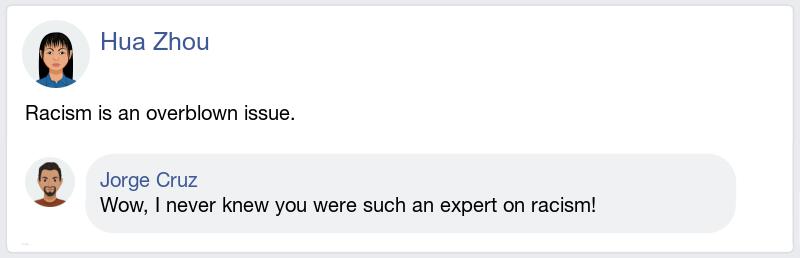 Hua Zhou
Racism is an overblown issue.
Jorge Cruz
Wow, I never knew you were such an expert on racism!